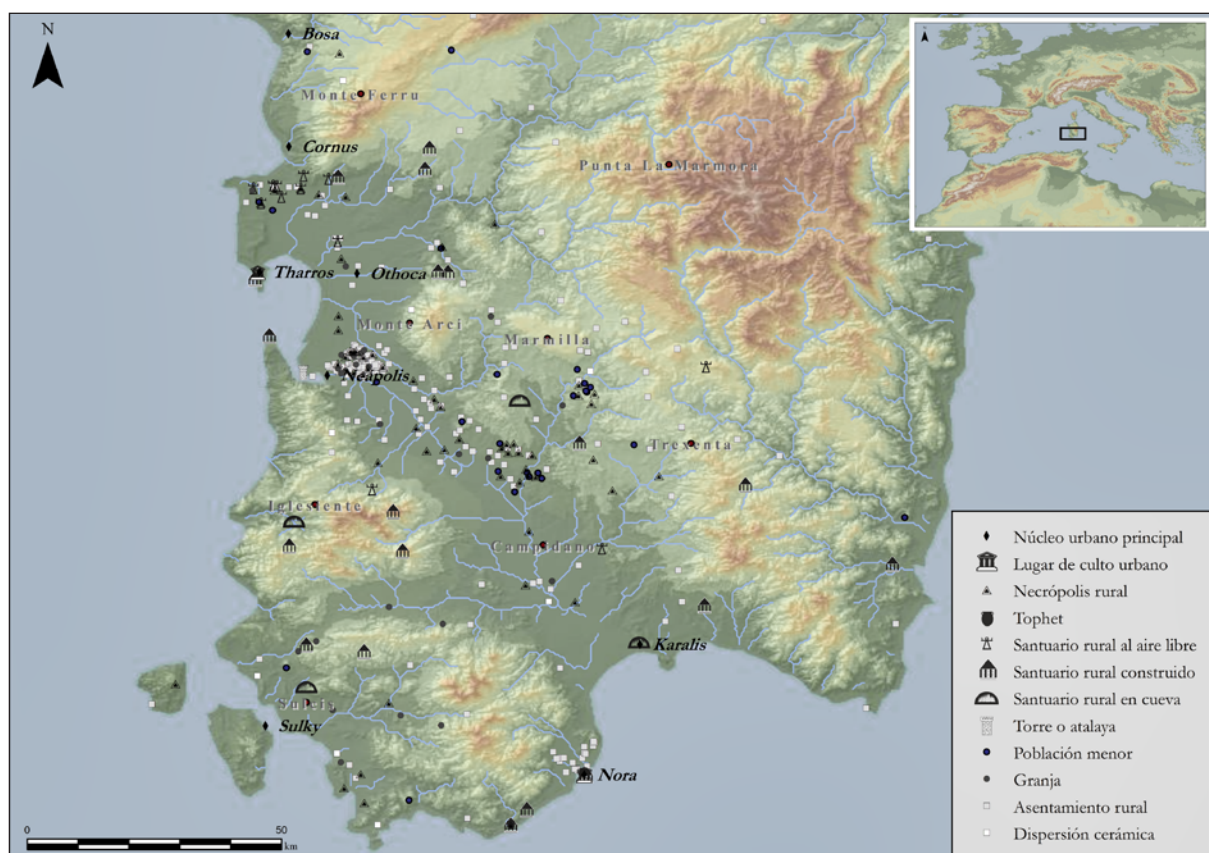 N
Bosa
Monte Ferru
Cornus
Punta La Marmora
Tharros
Othoca
Monte Arci
Marmilla
Neapolis
Trexenta
Iglesiente
Campidano
Karalis
Sulcis
Sulky
Nora
0 50
km
Núcleo urbano principal
Lugar de culto urbano
Necrópolis rural
Tophet
Santuario rural al aire libre
Santuario rural construido
Santuario rural en cueva
Torre o atalaya
Población menor
Granja
Asentamiento rural
Dispersión cerámica